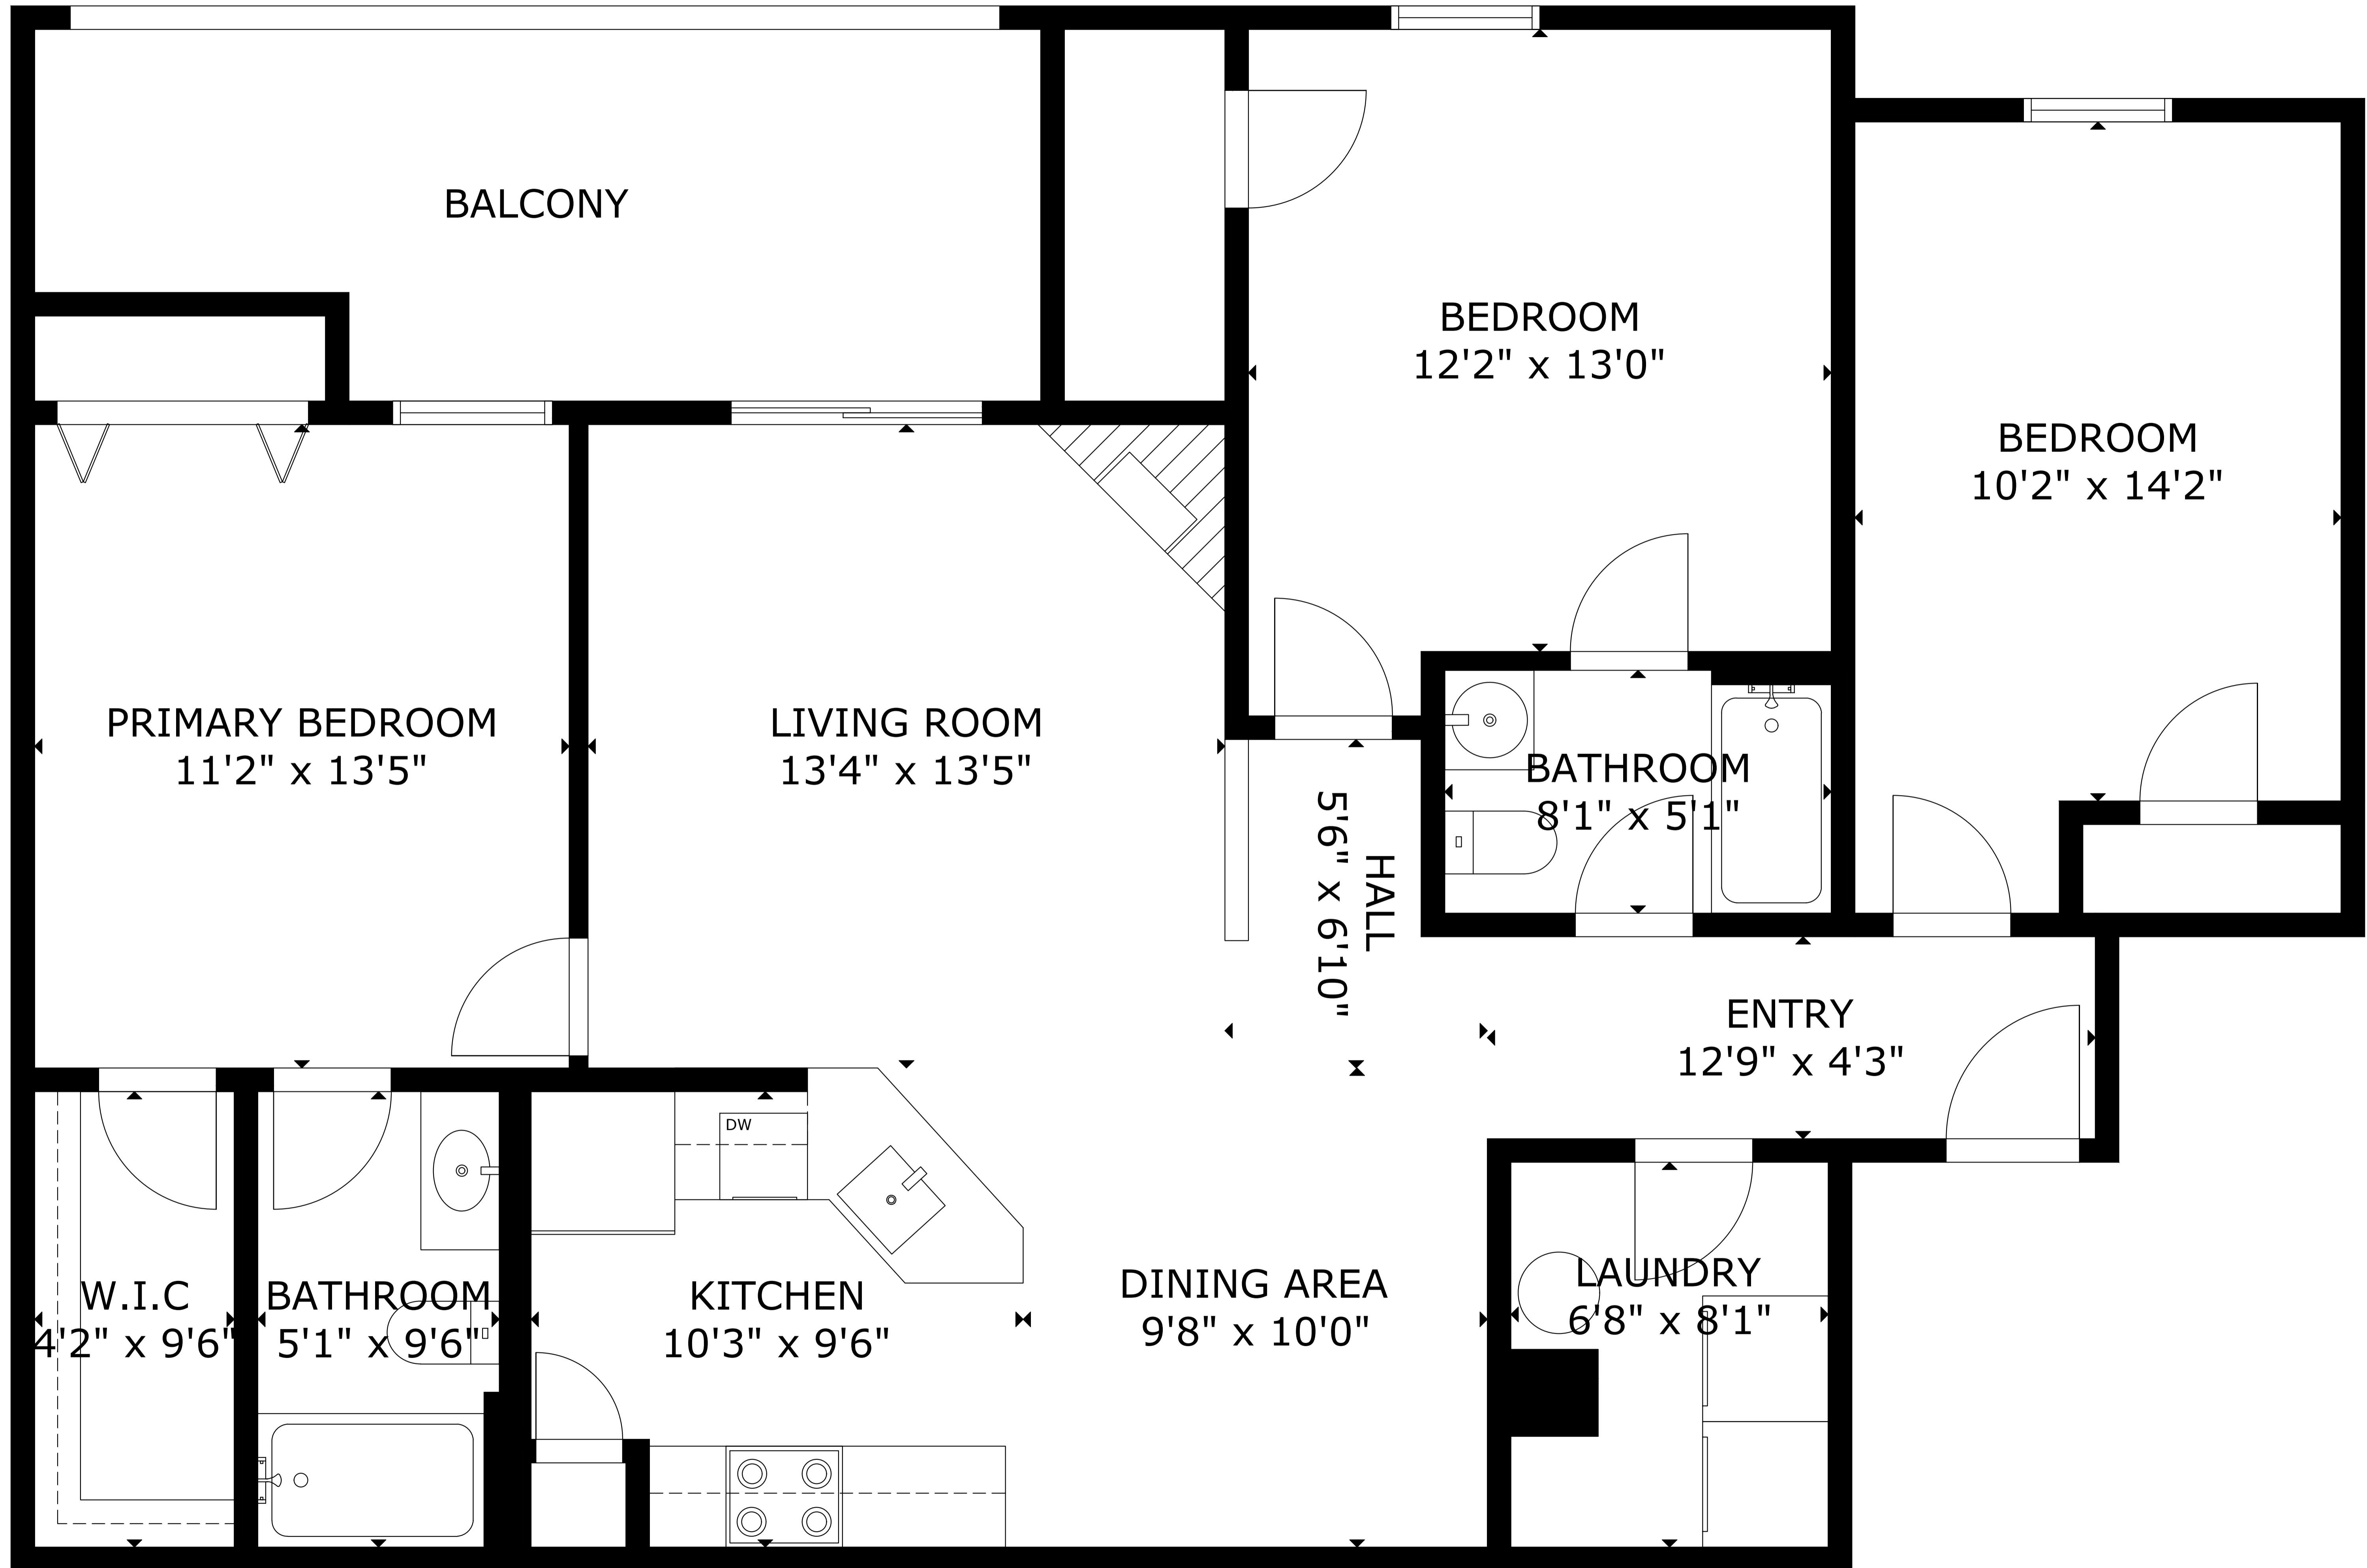 BALCONY
BEDROOM
12'2" x 13'0"
BEDROOM
10'2" x 14'2"
PRIMARY BEDROOM
11'2" x 13'5"
LIVING ROOM
13'4" x 13'5"
BATHROOM
8'1" x 5'1"
HALL
5'6" x 6'10"
ENTRY
12'9" x 4'3"
DW
W.I.C
4'2" x 9'6"
BATHROOM
5'1" x 9'6"
KITCHEN
10'3" x 9'6"
DINING AREA
9'8" x 10'0"
LAUNDRY
6'8" x 8'1"